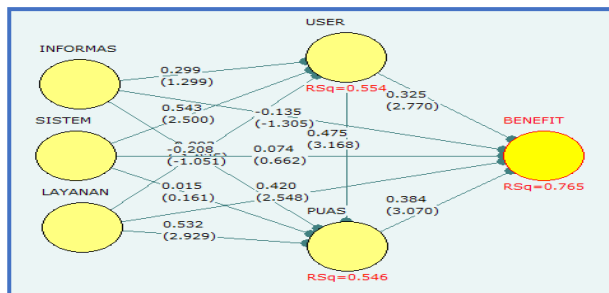 USER
INFORMAS
0.299
(1.299)
RSq=0.554
0.325
(2.770)
0.543
(2.500)
-0.135
(-1.305)
BENEFIT
SISTEM
0.475
(3.168)
-0.208
(-1.051)
0.074
(0.662)
RSq=0.765
LAYANAN
0.015
(0.161)
0.420
(2.548)
PUAS
0.384
(3.070)
0.532
(2.929)
RSq=0.546